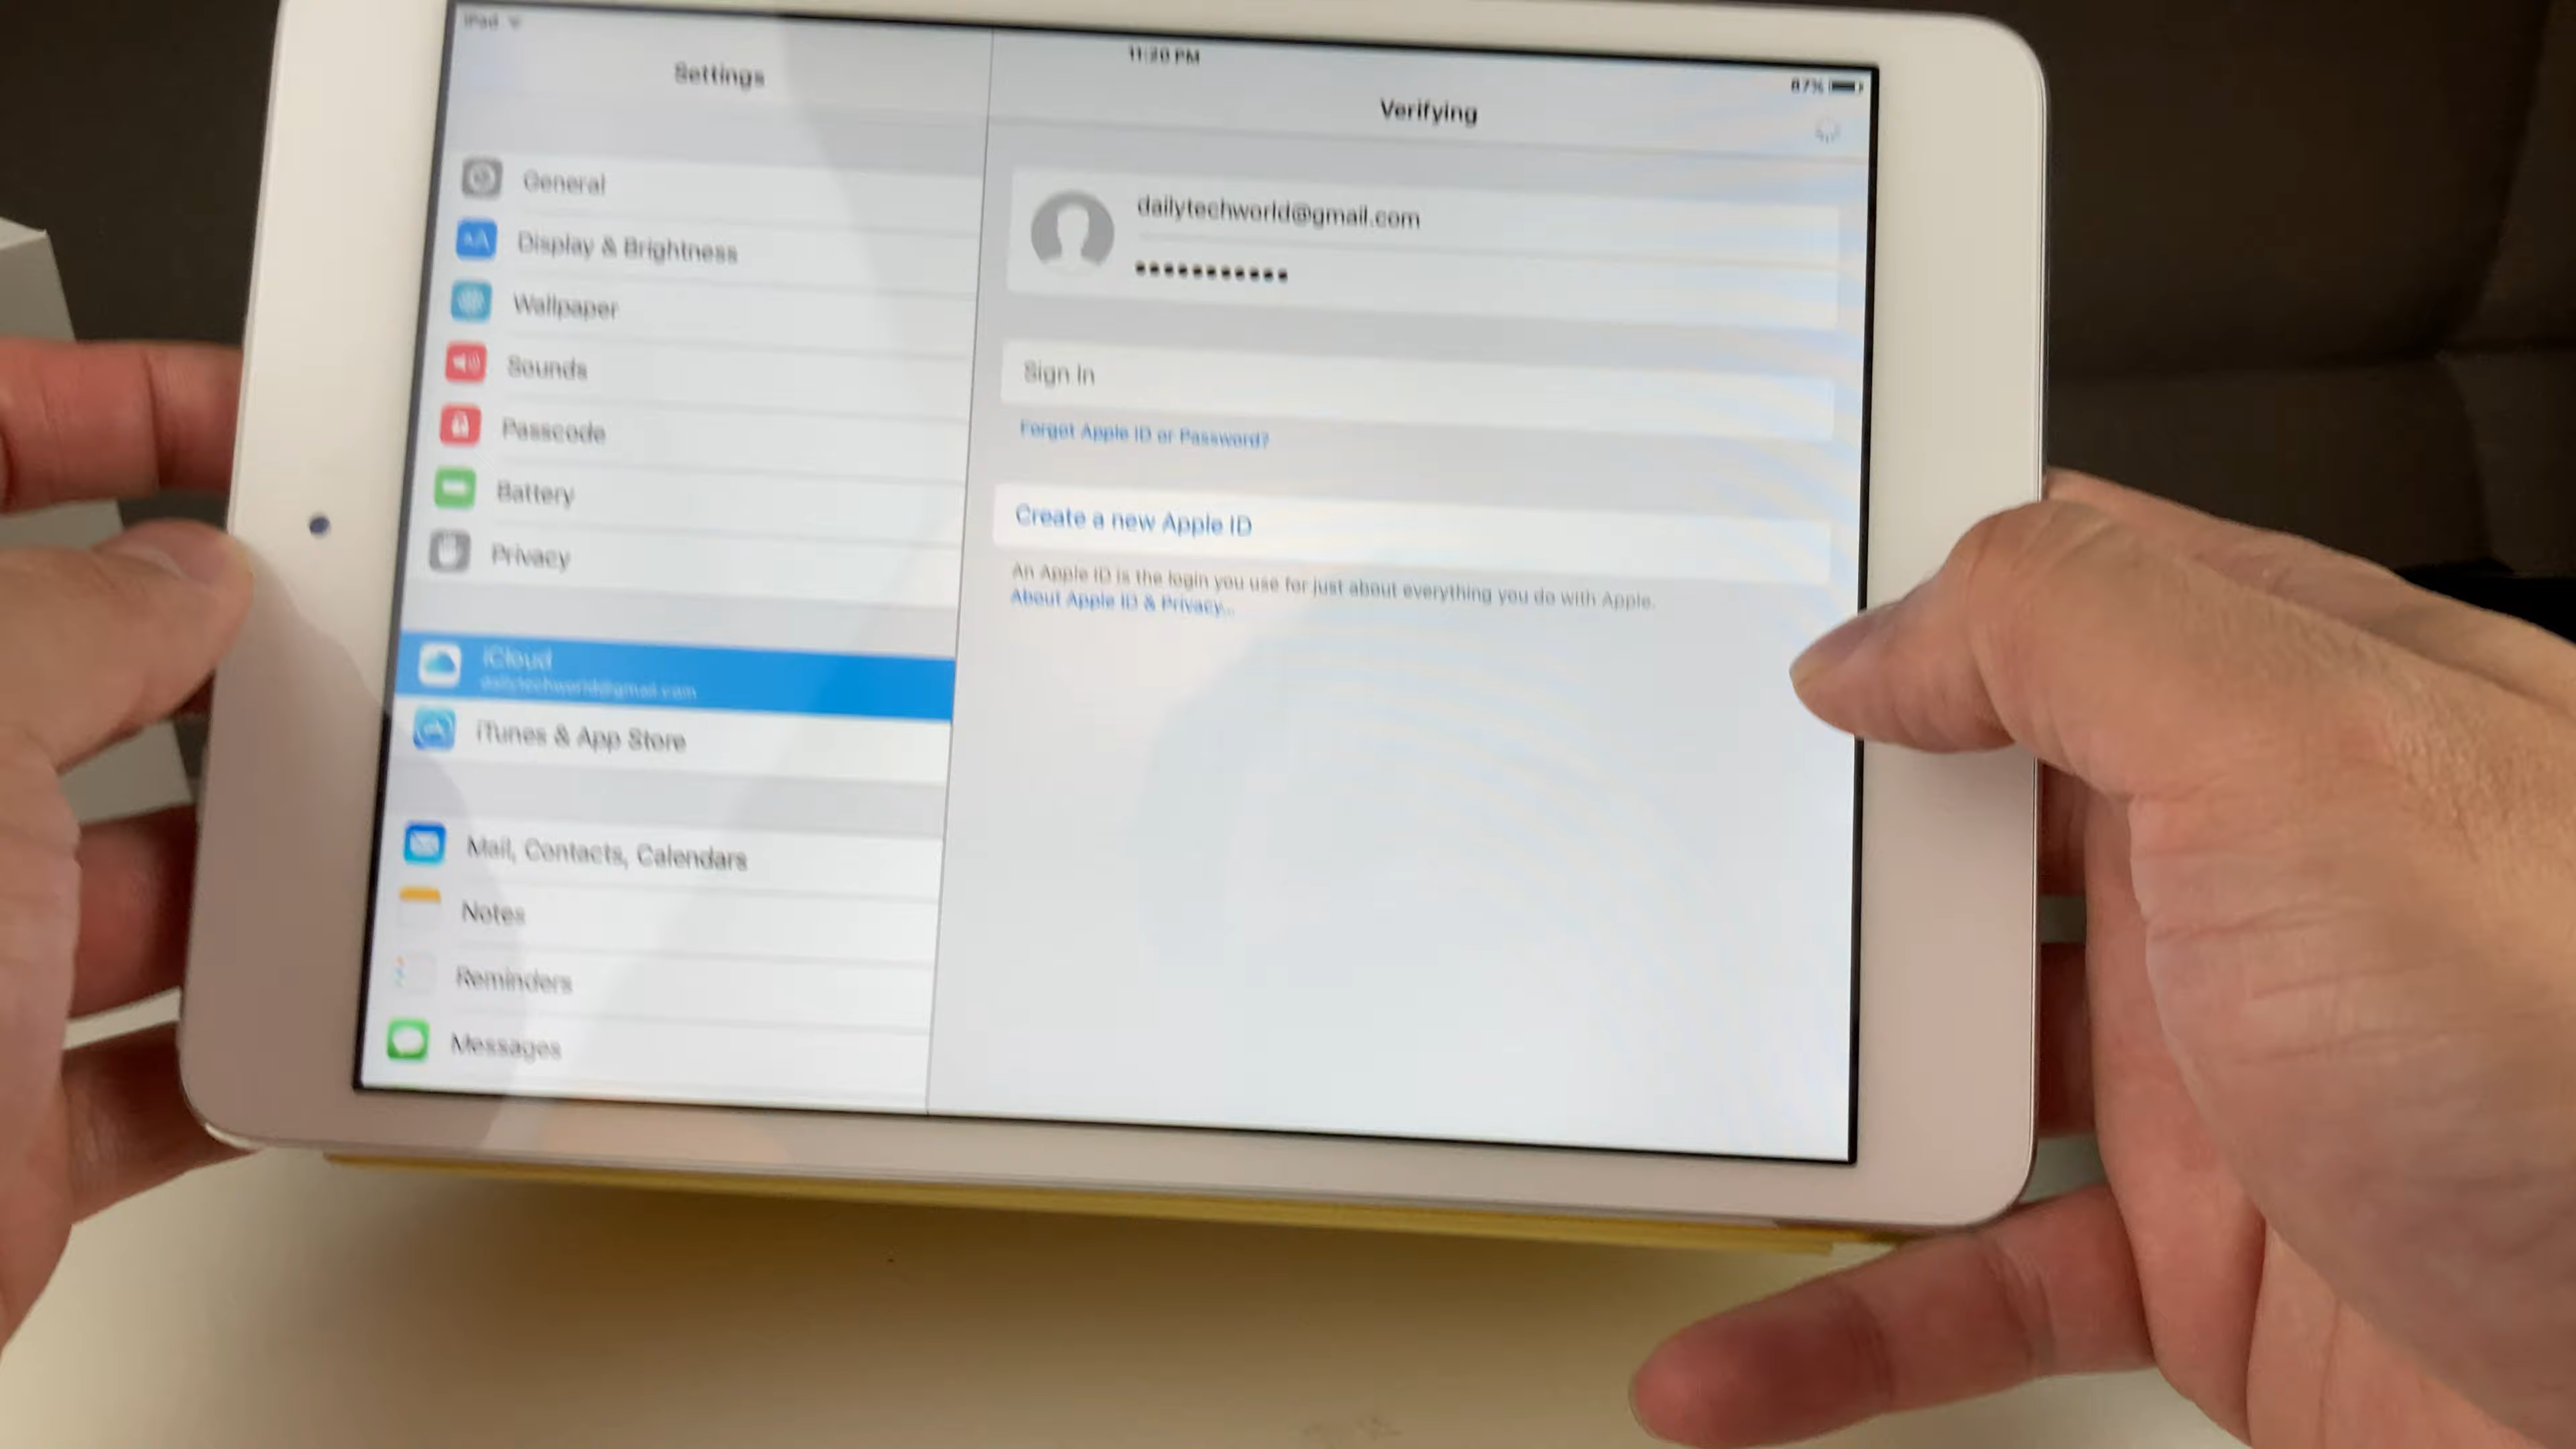 iPad
11:20 PM
87%
Settings
Verifying
General
Display & Brightness
Wallpaper
Sounds
Passcode
Battery
Privacy
iCloud
dailytechworld@gmail.com
iTunes & App Store
Mail, Contacts, Calendars
Notes
Reminders
Messages
dailytechworld@gmail.com
Sign In
Forgot Apple ID or Password?
Create a new Apple ID
An Apple ID is the login you use for just about everything you do with Apple.
About Apple ID & Privacy...